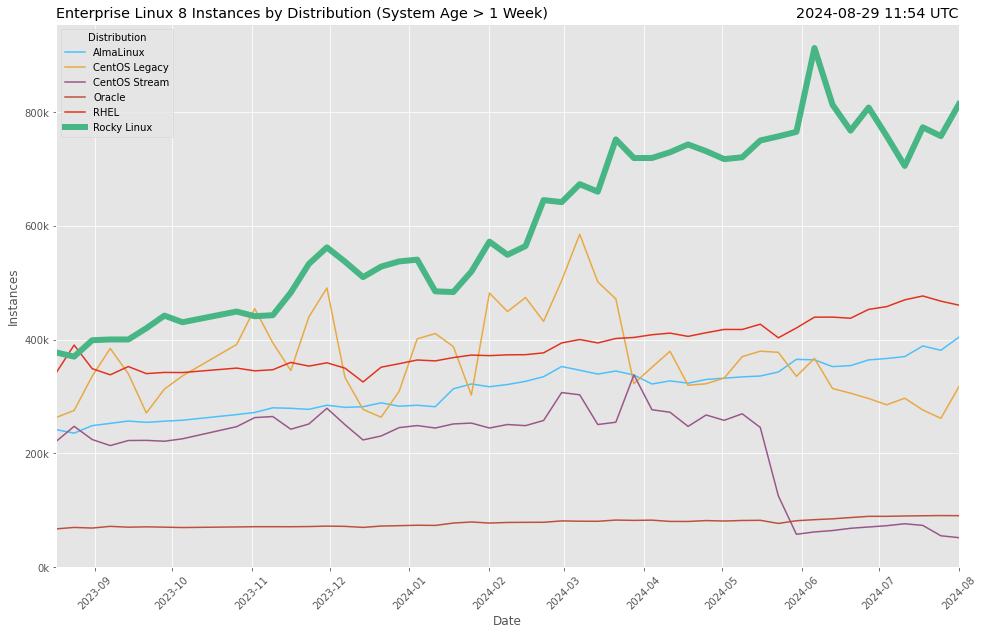 Enterprise Linux 8 Instances by Distribution (System Age > 1 Week)
2024-08-29 11:54 UTC
Distribution
AlmaLinux
CentOS Legacy
CentOS Stream
Oracle
RHEL
Rocky Linux
Instances
800k
600k
400k
200k
0k
2023-09
2023-10
2023-11
2023-12
2024-01
2024-02
2024-03
2024-04
2024-05
2024-06
2024-07
2024-08
Date